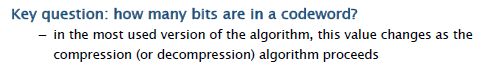 Key question: how many bits are in a codeword?
– in the most used version of the algorithm, this value changes as the
compression (or decompression) algorithm proceeds